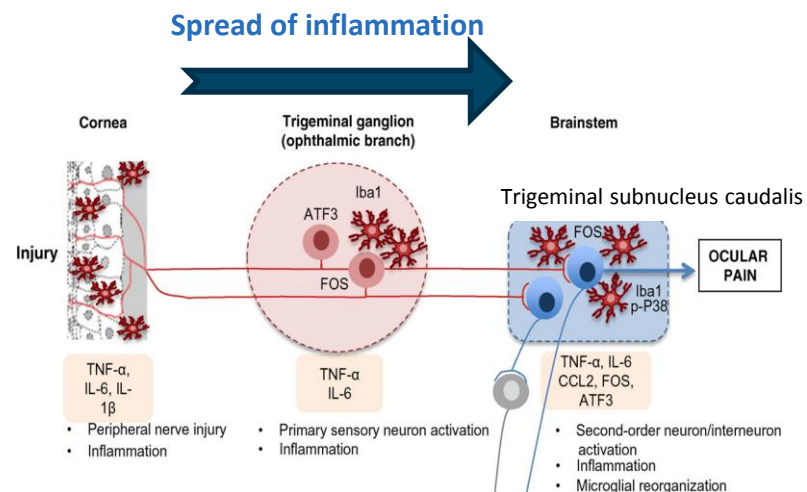 Spread of inflammation
Cornea
Trigeminal ganglion
(ophthalmic branch)
Brainstem
Trigeminal subnucleus caudalis
Injury
ATF3
Iba1
FOS
FOS
Iba1
p-P38
OCULAR
PAIN
TNF-α,
IL-6, IL-
1β
TNF-α
IL-6
TNF-α, IL-6
CCL2, FOS,
ATF3
• Peripheral nerve injury
• Inflammation
• Primary sensory neuron activation
• Inflammation
• Second-order neuron/interneuron
activation
• Inflammation
• Microglial reorganization